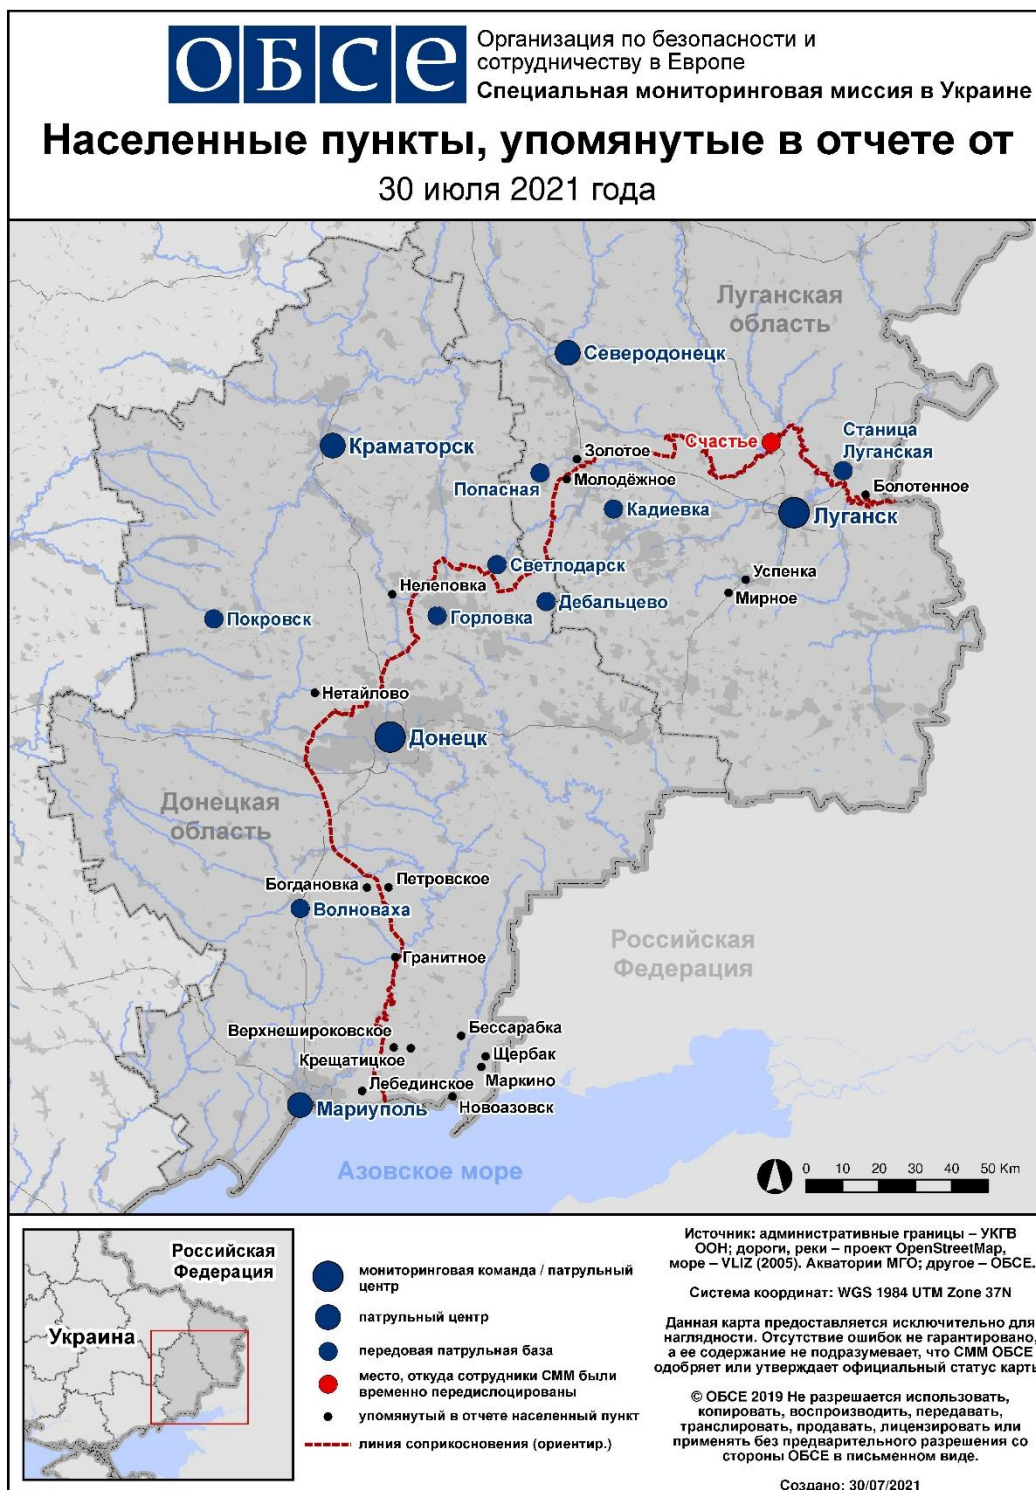 ОБСЕ
Организация по безопасности и
сотрудничеству в Европе
Специальная мониторинговая миссия в Украине
Населенные пункты, упомянутые в отчете от
30 июля 2021 года
Луганская
область
Северодонецк
Краматорск
Золотое
Счастье
Станица
Луганская
Попасная
Молодёжное
Болотенное
Кадиевка
Луганск
Светлодарск
Нелеповка
Успенка
Мирное
Дебальцево
Покровск
Горловка
Нетайлово
Донецк
Донецкая
область
Богдановка
Петровское
Волноваха
Российская
Федерация
Гранитное
Верхнешироковское
Бессарабка
Крещатицкое
Щербак
Маркино
Лебединское
Новоазовск
Мариуполь
Азовское море
0 10 20 30 40 50 Km
Российская
Федерация
Украина
мониторинговая команда / патрульный
центр
патрульный центр
передовая патрульная база
место, откуда сотрудники СММ были
временно передислоцированы
упомянутый в отчете населенный пункт
линия соприкосновения (ориентир.)
Источник: административные границы – УКГВ
ООН; дороги, реки – проект OpenStreetMap,
море – VLIZ (2005). Акватории МГО; другое – ОБСЕ.
Система координат: WGS 1984 UTM Zone 37N
Данная карта предоставляется исключительно для
наглядности. Отсутствие ошибок не гарантировано,
а ее содержание не подразумевает, что СММ ОБСЕ
одобряет или утверждает официальный статус карты
© ОБСЕ 2019 Не разрешается использовать,
копировать, воспроизводить, передавать,
транслировать, продавать, лицензировать или
применять без предварительного разрешения со
стороны ОБСЕ в письменном виде.
Создано: 30/07/2021